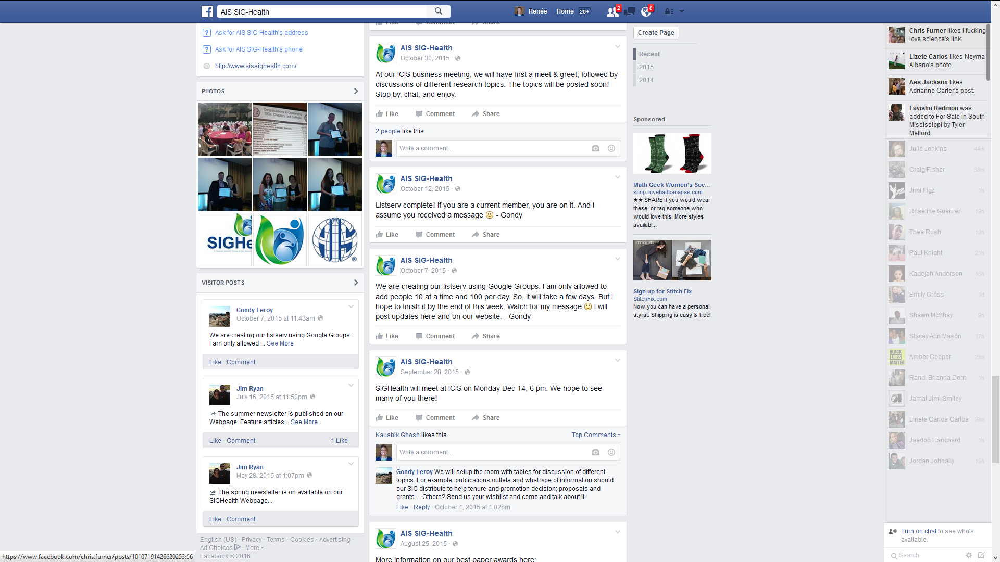 AIS SIG-Health
Renée
Home 20+
2
8
Ask for AIS SIG-Health's address
Ask for AIS SIG-Health's phone
http://www.aissighealth.com/
PHOTOS
Congratulations to Outstanding
SIGs, Chapters, and Colleges
SIGHe
VISITOR POSTS
Gondy Leroy
October 7, 2015 at 11:43am
We are creating our listserv using Google Groups.
I am only allowed ... See More
Like · Comment
Jim Ryan
July 16, 2015 at 11:50pm
The summer newsletter is published on our
Webpage. Feature articles... See More
Like · Comment 1 Like
Jim Ryan
May 28, 2015 at 1:07pm
The spring newsletter is on available on our
SIGHealth Webpage...
Like · Comment
English (US) · Privacy · Terms · Cookies · Advertising ·
Ad Choices · More
Facebook © 2016
https://www.facebook.com/chris.furner/posts/10107191426620253:56
Like Comment Share
AIS SIG-Health
October 30, 2015 ·
At our ICIS business meeting, we will have first a meet & greet, followed by
discussions of different research topics. The topics will be posted soon!
Stop by, chat, and enjoy.
Like Comment Share
2 people like this.
Write a comment...
AIS SIG-Health
October 12, 2015 ·
Listserv complete! If you are a current member, you are on it. And I
assume you received a message 😃 - Gondy
Like Comment Share
AIS SIG-Health
October 7, 2015 ·
We are creating our listserv using Google Groups. I am only allowed to
add people 10 at a time and 100 per day. So, it will take a few days. But I
hope to finish it by the end of this week. Watch for my message 😃 I will
post updates here and on our website. - Gondy
Like Comment Share
AIS SIG-Health
September 28, 2015 ·
SIGHealth will meet at ICIS on Monday Dec 14, 6 pm. We hope to see
many of you there!
Like Comment Share
Kaushik Ghosh likes this. Top Comments
Write a comment...
Gondy Leroy We will setup the room with tables for discussion of different
topics. For example: publications outlets and what type of information should
our SIG distribute to help tenure and promotion decision; proposals and
grants ... Others? Send us your wishlist and come and talk about it.
Like · Reply · October 1, 2015 at 1:02pm
AIS SIG-Health
August 25, 2015 ·
More information on our best paper awards here:
Create Page
Recent
2015
2014
Sponsored
Math Geek Women's Soc...
shop.ilovebadbananas.com
★★ SHARE if you would wear
these, or tag someone who
would love this. More styles
availabl...
STITCH FIX
Sign up for Stitch Fix
StitchFix.com
Now you can have a personal
stylist. Shipping is easy & free!
Chris Furner likes I fucking
love science's link.
Lizete Carlos likes Neyma
Albano's photo.
Aes Jackson likes
Adrianne Carter's post.
Lavisha Redmon was
added to For Sale in South
Mississippi by Tyler
Mefford.
Julie Jenkins 44m
Craig Fisher 38m
Jimi Figz 1h
Roseline Guerrier 19h
Thee Rush 18h
Paul Knight 21h
Kadejah Anderson 16h
Emily Gross 1d
Shawn McShay 9h
Stacey Ann Mason 17h
BLACK
LIVES
MATTER
Amber Cooper 19m
Randl Brianna Dent 1h
Jamal Jimi Smiley
Linete Carlos Carlos 19m
Jaedon Hanchard 1h
Jordan Johnally 15h
Turn on chat to see who's
available.
Search